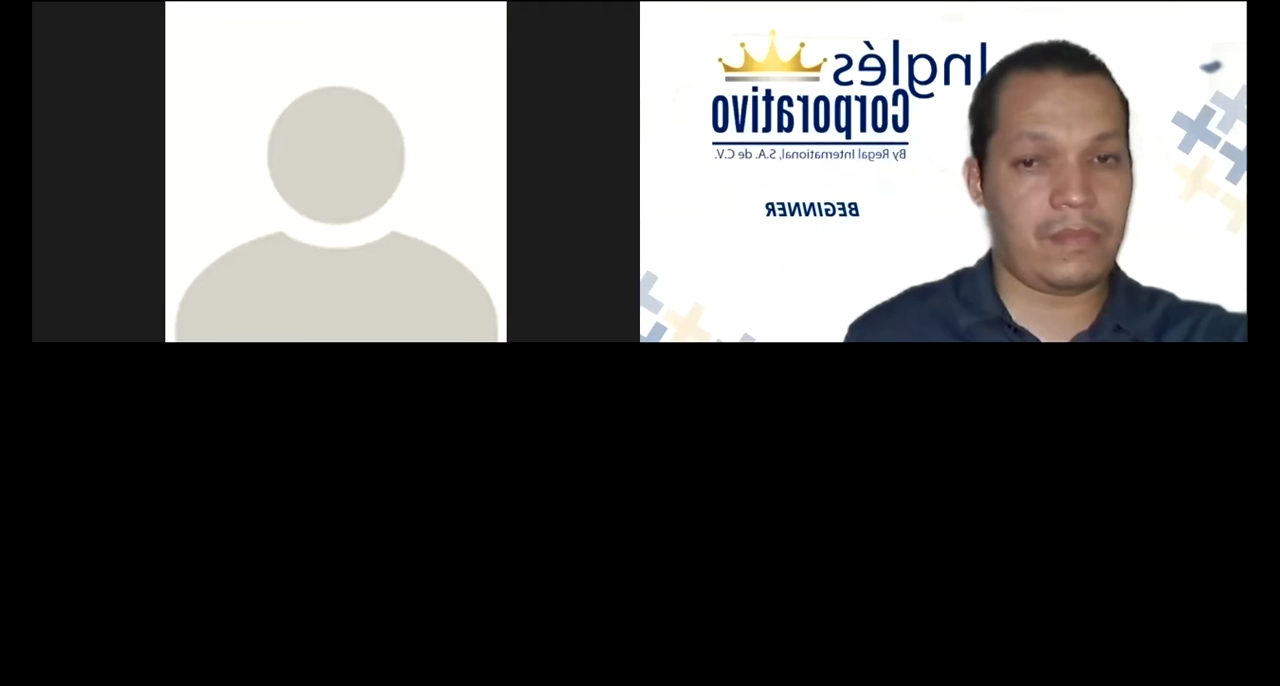 Inglés
Corporativo
By Regal International, S.A. de C.V.
BEGINNER